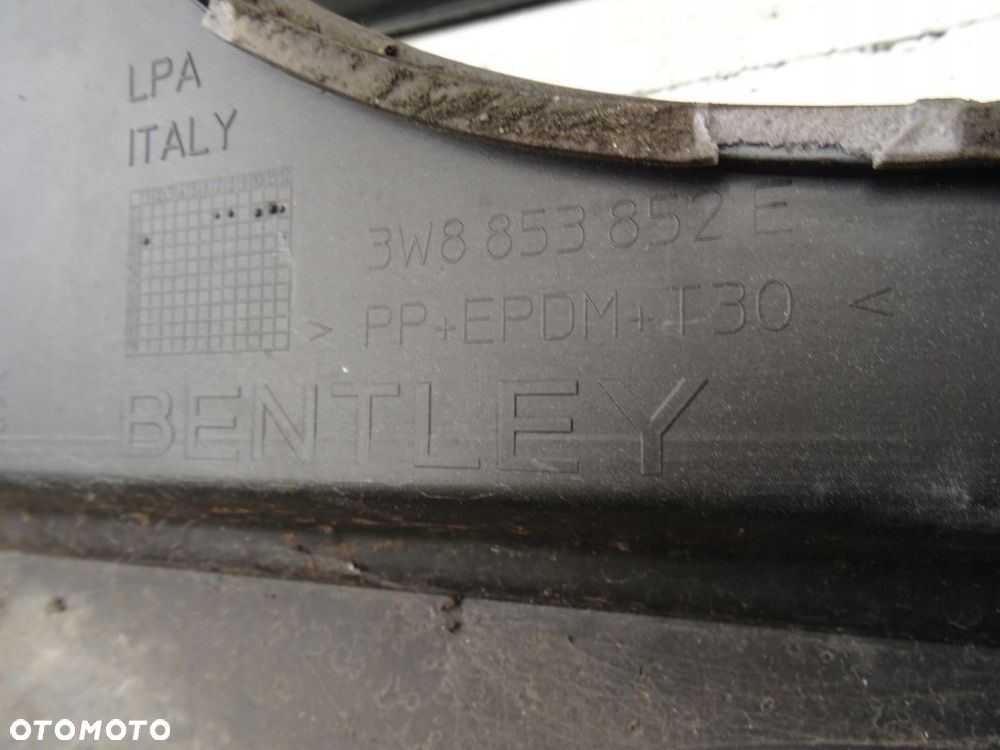 LPA
ITALY
3W8 853 852 E
> PP+EPDM+T30 <
BENTLEY
OTOMOTO